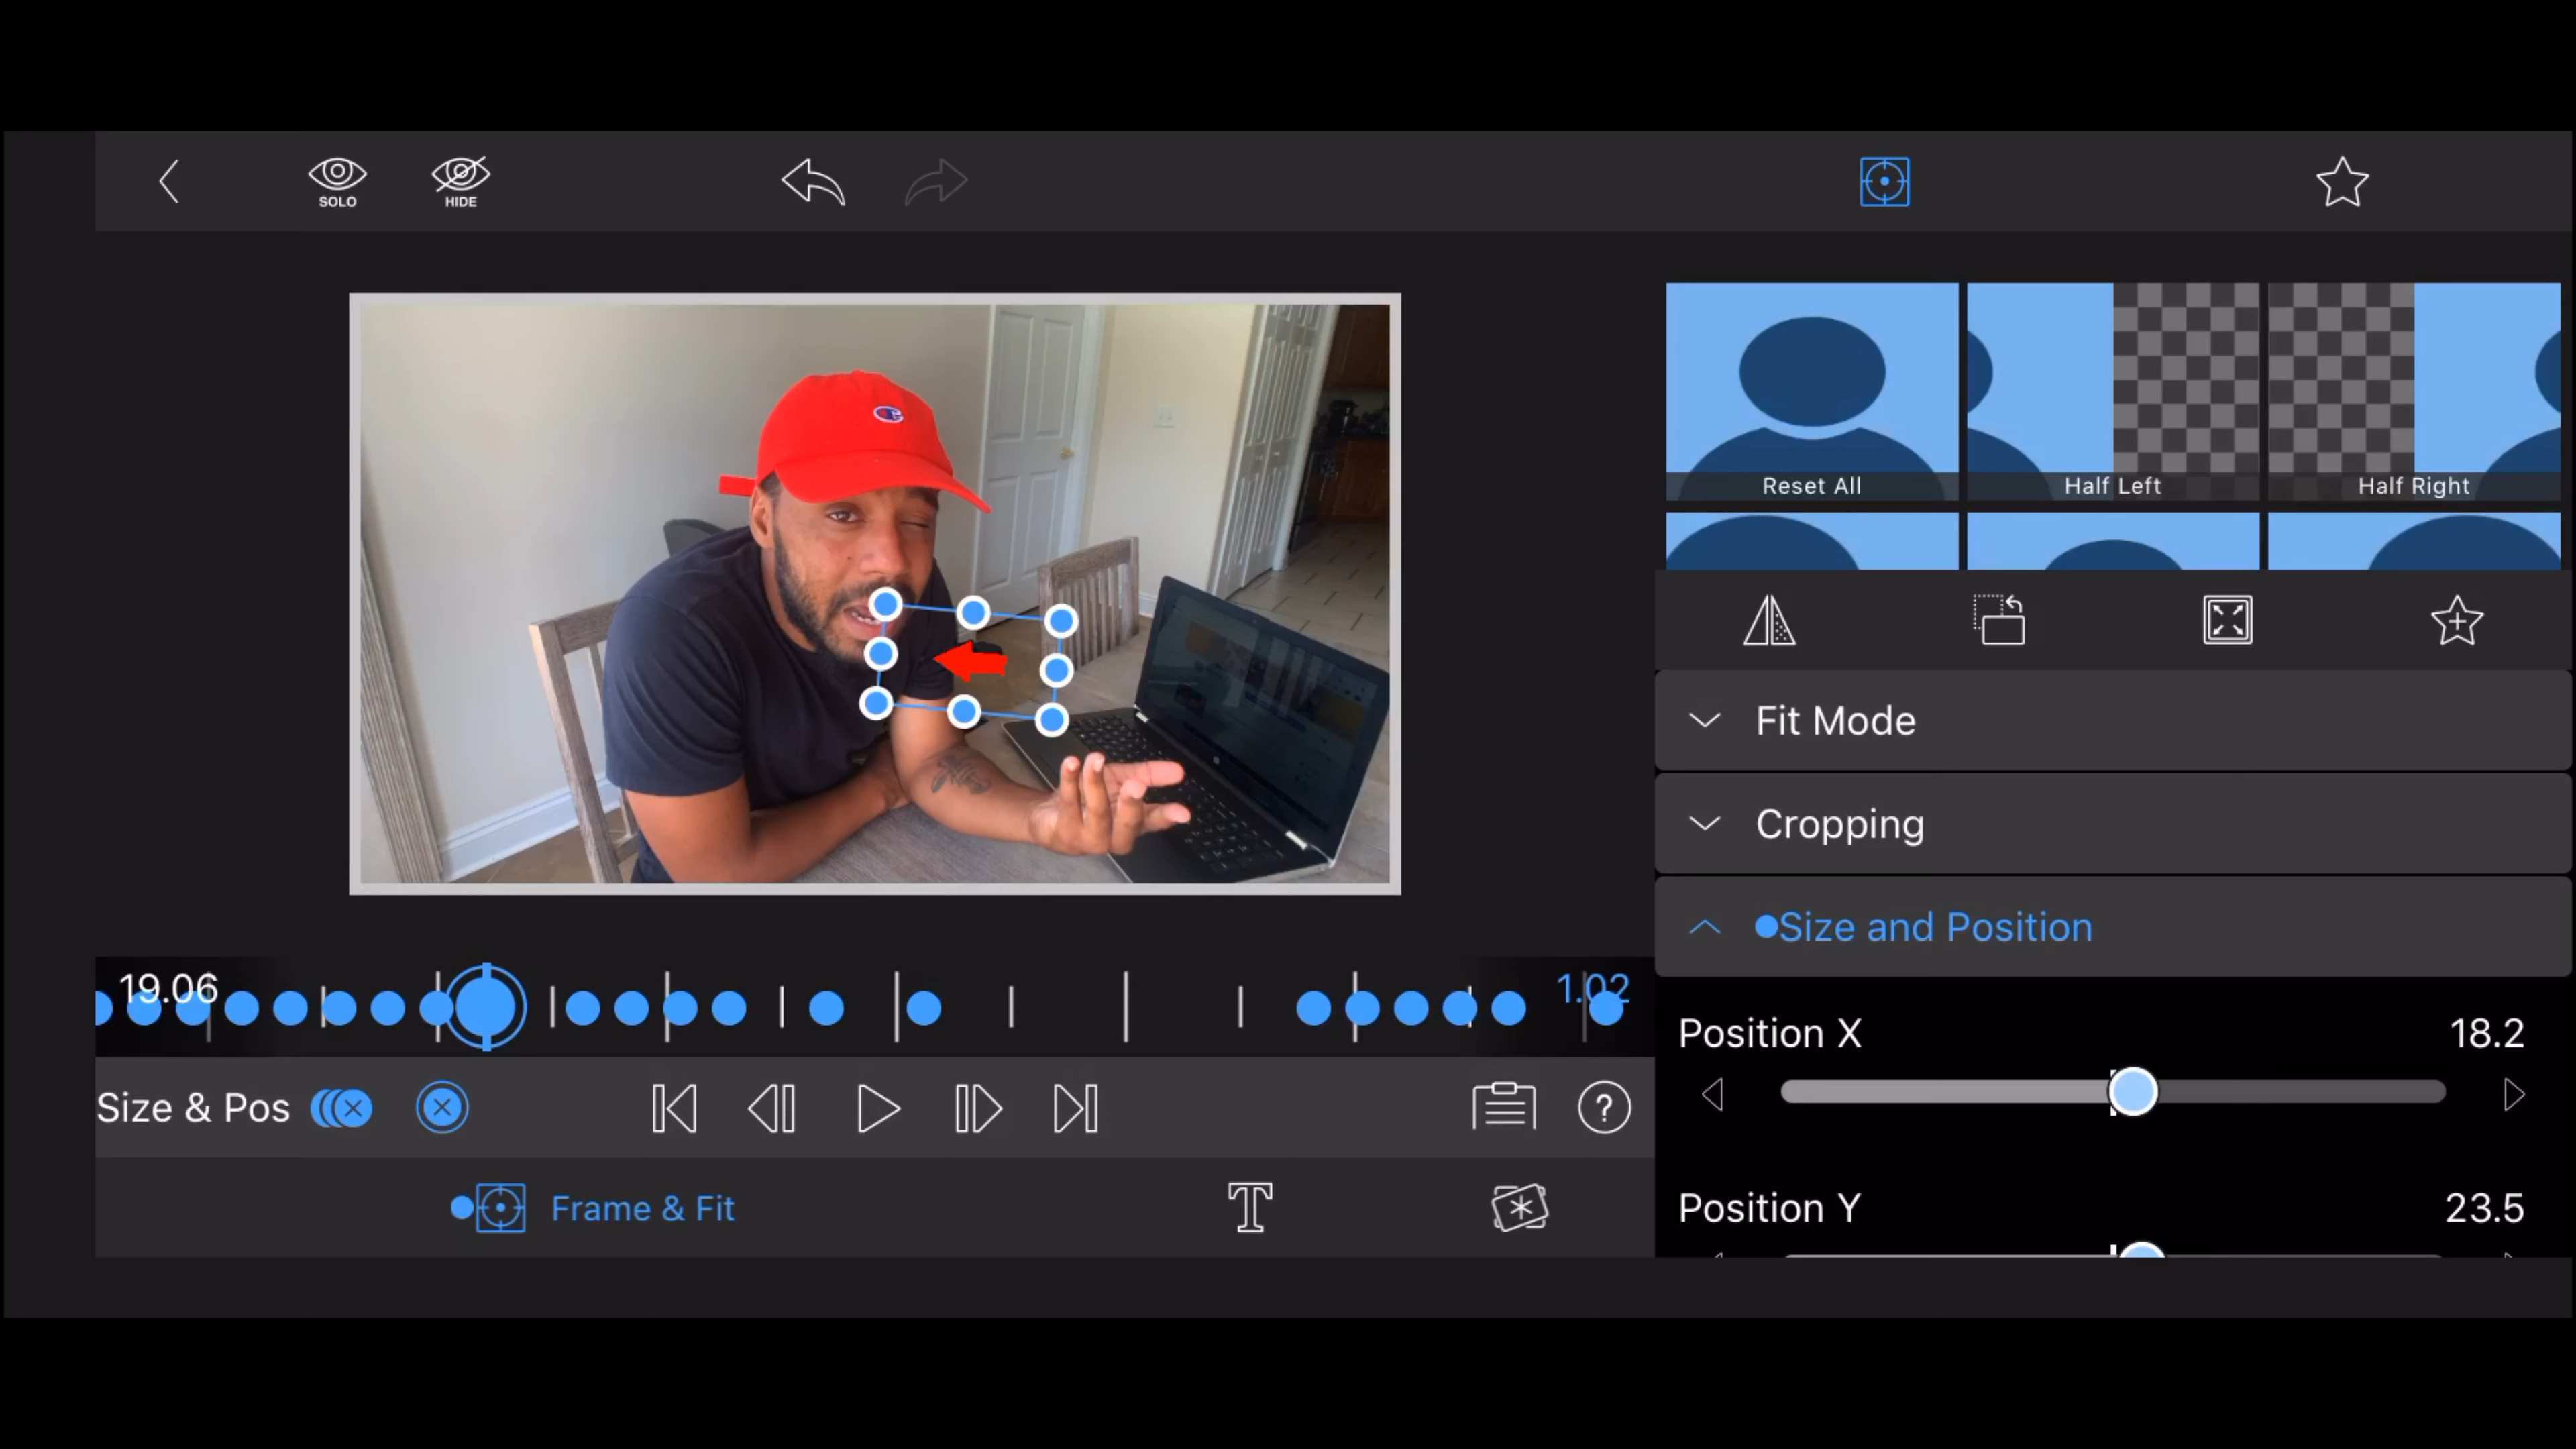 SOLO
HIDE
Reset All
Half Left
Half Right
Fit Mode
Cropping
Size and Position
19.06
1.02
Position X
18.2
Size & Pos
?
Frame & Fit
T
Position Y
23.5